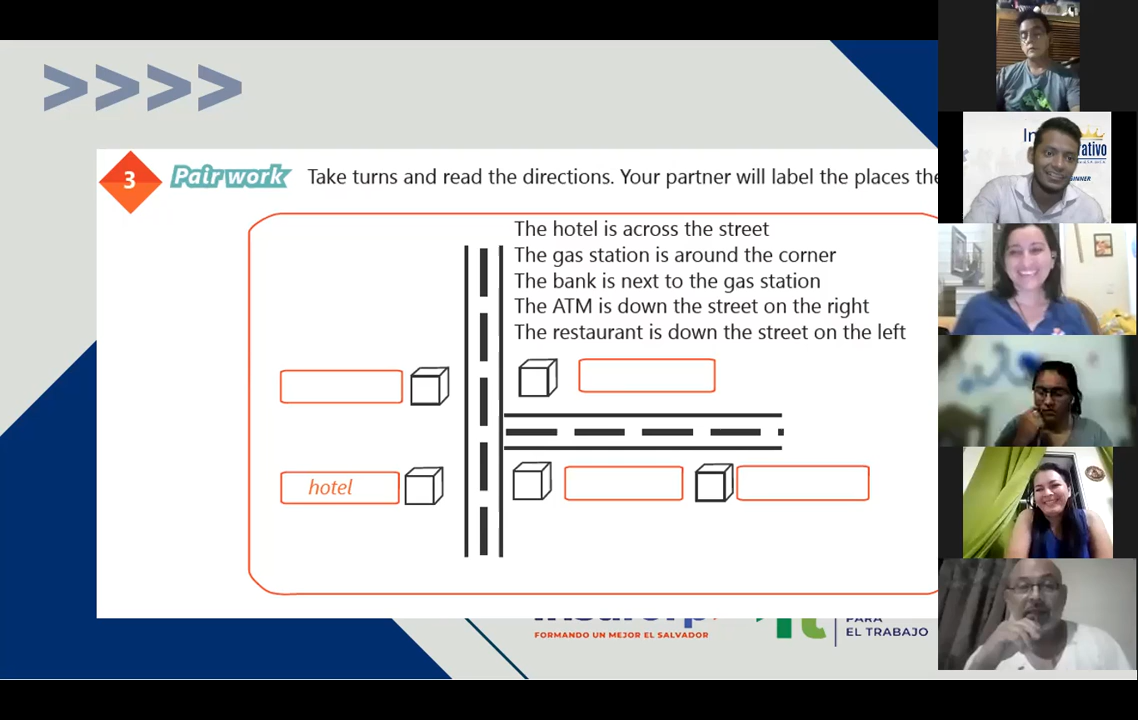 3
Pair work
Take turns and read the directions. Your partner will label the places the
The hotel is across the street
The gas station is around the corner
The bank is next to the gas station
The ATM is down the street on the right
The restaurant is down the street on the left
hotel
FORMANDO UN MEJOR EL SALVADOR
PARA
EL TRABAJO
In
ativo
INNER